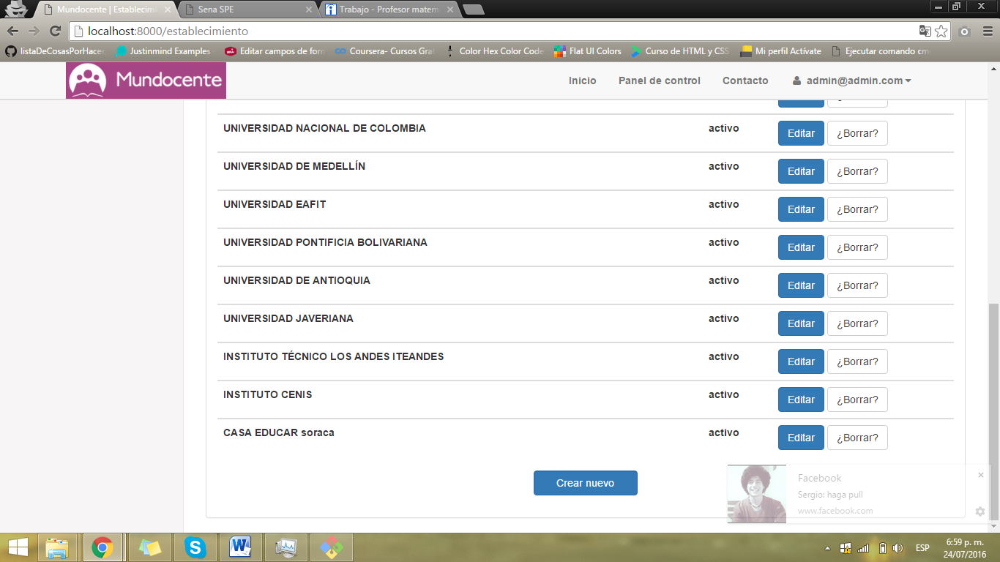 Mundocente | Establecimi
Sena SPE
Trabajo - Profesor matem
localhost:8000/establecimiento
listaDeCosasPorHacer
Justinmind Examples
Editar campos de form
Coursera- Cursos Grat
Color Hex Color Code
Flat UI Colors
Curso de HTML y CSS
Mi perfil Actívate
Ejecutar comando cm
Mundocente
Inicio
Panel de control
Contacto
admin@admin.com
UNIVERSIDAD NACIONAL DE COLOMBIA activo Editar ¿Borrar?
UNIVERSIDAD DE MEDELLÍN activo Editar ¿Borrar?
UNIVERSIDAD EAFIT activo Editar ¿Borrar?
UNIVERSIDAD PONTIFICIA BOLIVARIANA activo Editar ¿Borrar?
UNIVERSIDAD DE ANTIOQUIA activo Editar ¿Borrar?
UNIVERSIDAD JAVERIANA activo Editar ¿Borrar?
INSTITUTO TÉCNICO LOS ANDES ITEANDES activo Editar ¿Borrar?
INSTITUTO CENIS activo Editar ¿Borrar?
CASA EDUCAR soraca activo Editar ¿Borrar?
Crear nuevo
Facebook
Sergio: haga pull
www.facebook.com
ESP
6:59 p. m.
24/07/2016